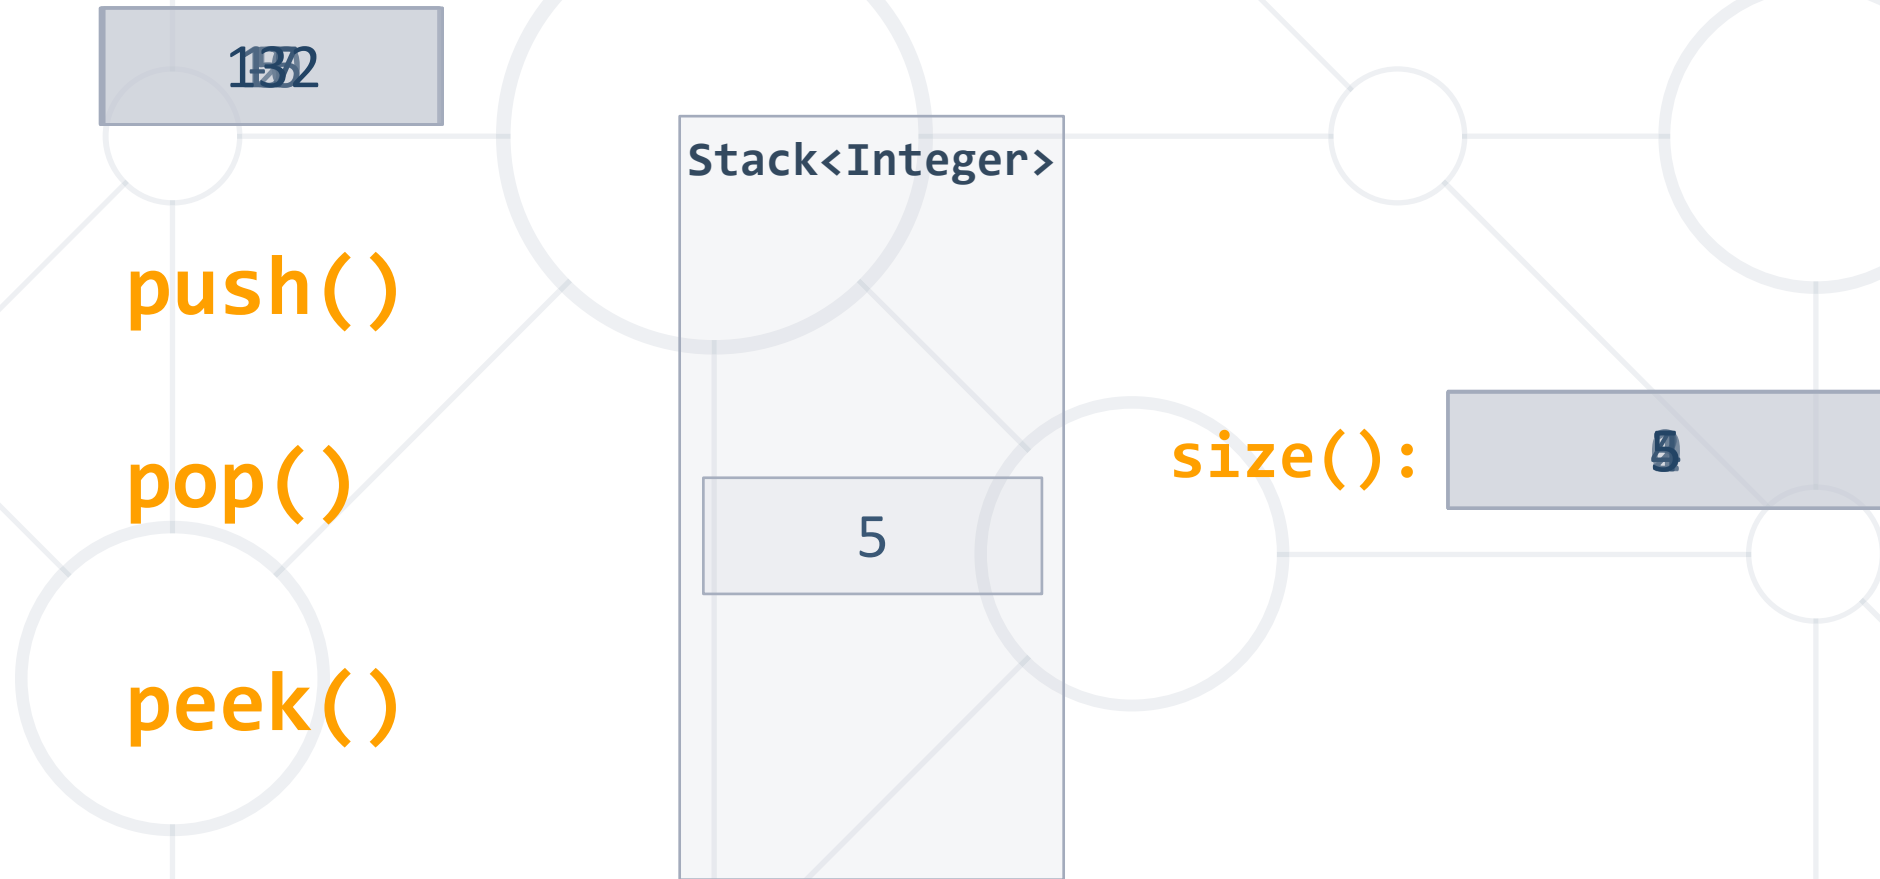 Stack<Integer>
push()
pop()
size():
5
peek()